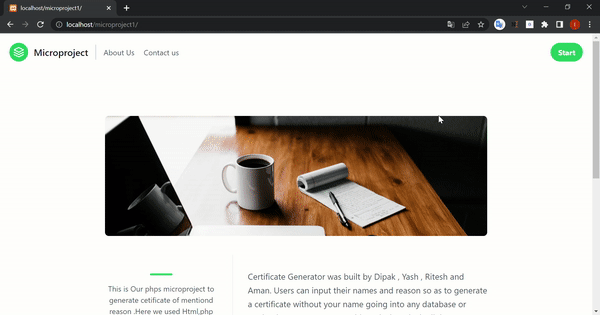 localhost/microproject1/
localhost/microproject1/
Microproject
About Us
Contact us
Start
This is Our phps microproject to
generate cetificate of mentiond
reason .Here we used Html,php
Certificate Generator was built by Dipak , Yash , Ritesh and
Aman. Users can input their names and reason so as to generate
a certificate without your name going into any database or